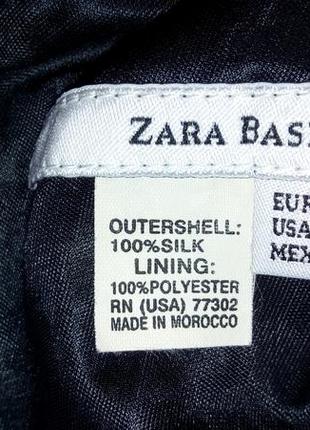 ZARA BAS
OUTERSHELL:
100%SILK
LINING:
100%POLYESTER
RN (USA) 77302
MADE IN MOROCCO
EUR
USA
MEX